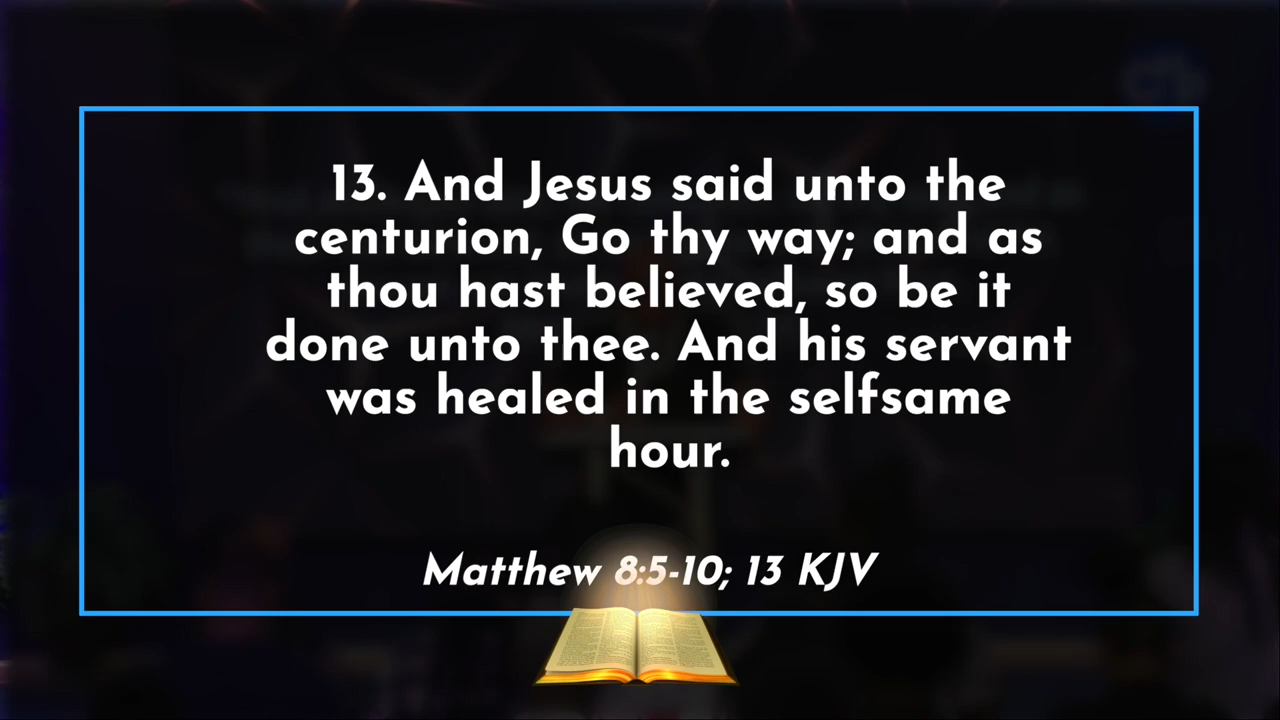 13. And Jesus said unto the
centurion, Go thy way; and as
thou hast believed, so be it
done unto thee. And his servant
was healed in the selfsame
hour.
Matthew 8:5-10; 13 KJV